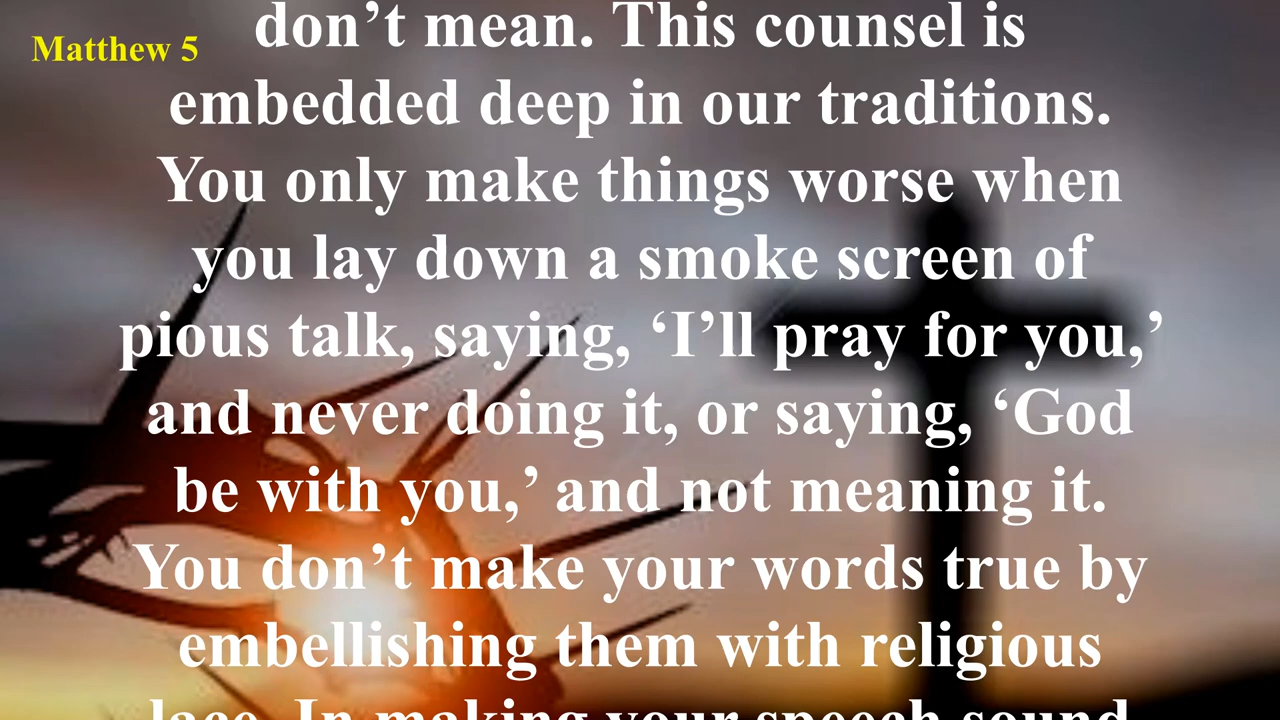 Matthew 5
don’t mean. This counsel is
embedded deep in our traditions.
You only make things worse when
you lay down a smoke screen of
pious talk, saying, ‘I’ll pray for you,’
and never doing it, or saying, ‘God
be with you,’ and not meaning it.
You don’t make your words true by
embellishing them with religious
lace. In making your speech sound